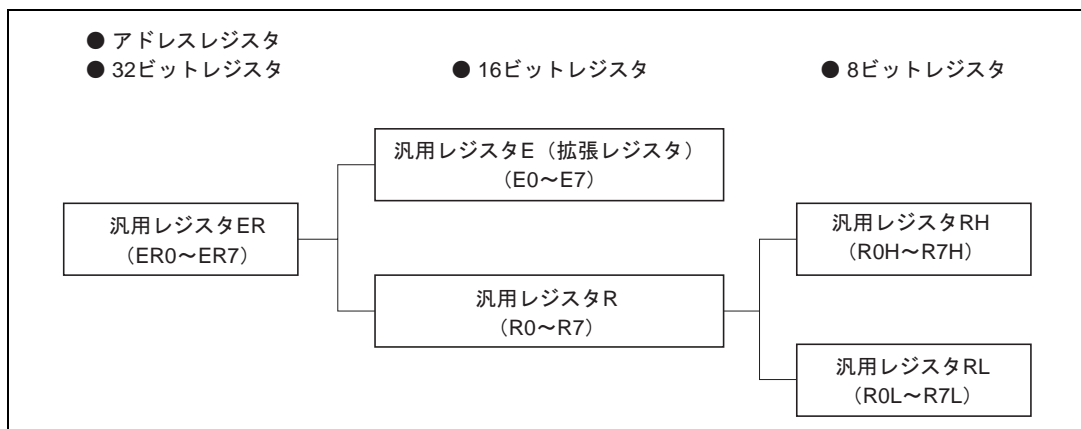 ● アドレスレジスタ
● 32ビットレジスタ
● 16ビットレジスタ
● 8ビットレジスタ
汎用レジスタE（拡張レジスタ）
（E0～E7）
汎用レジスタER
（ER0～ER7）
汎用レジスタRH
（R0H～R7H）
汎用レジスタR
（R0～R7）
汎用レジスタRL
（R0L～R7L）